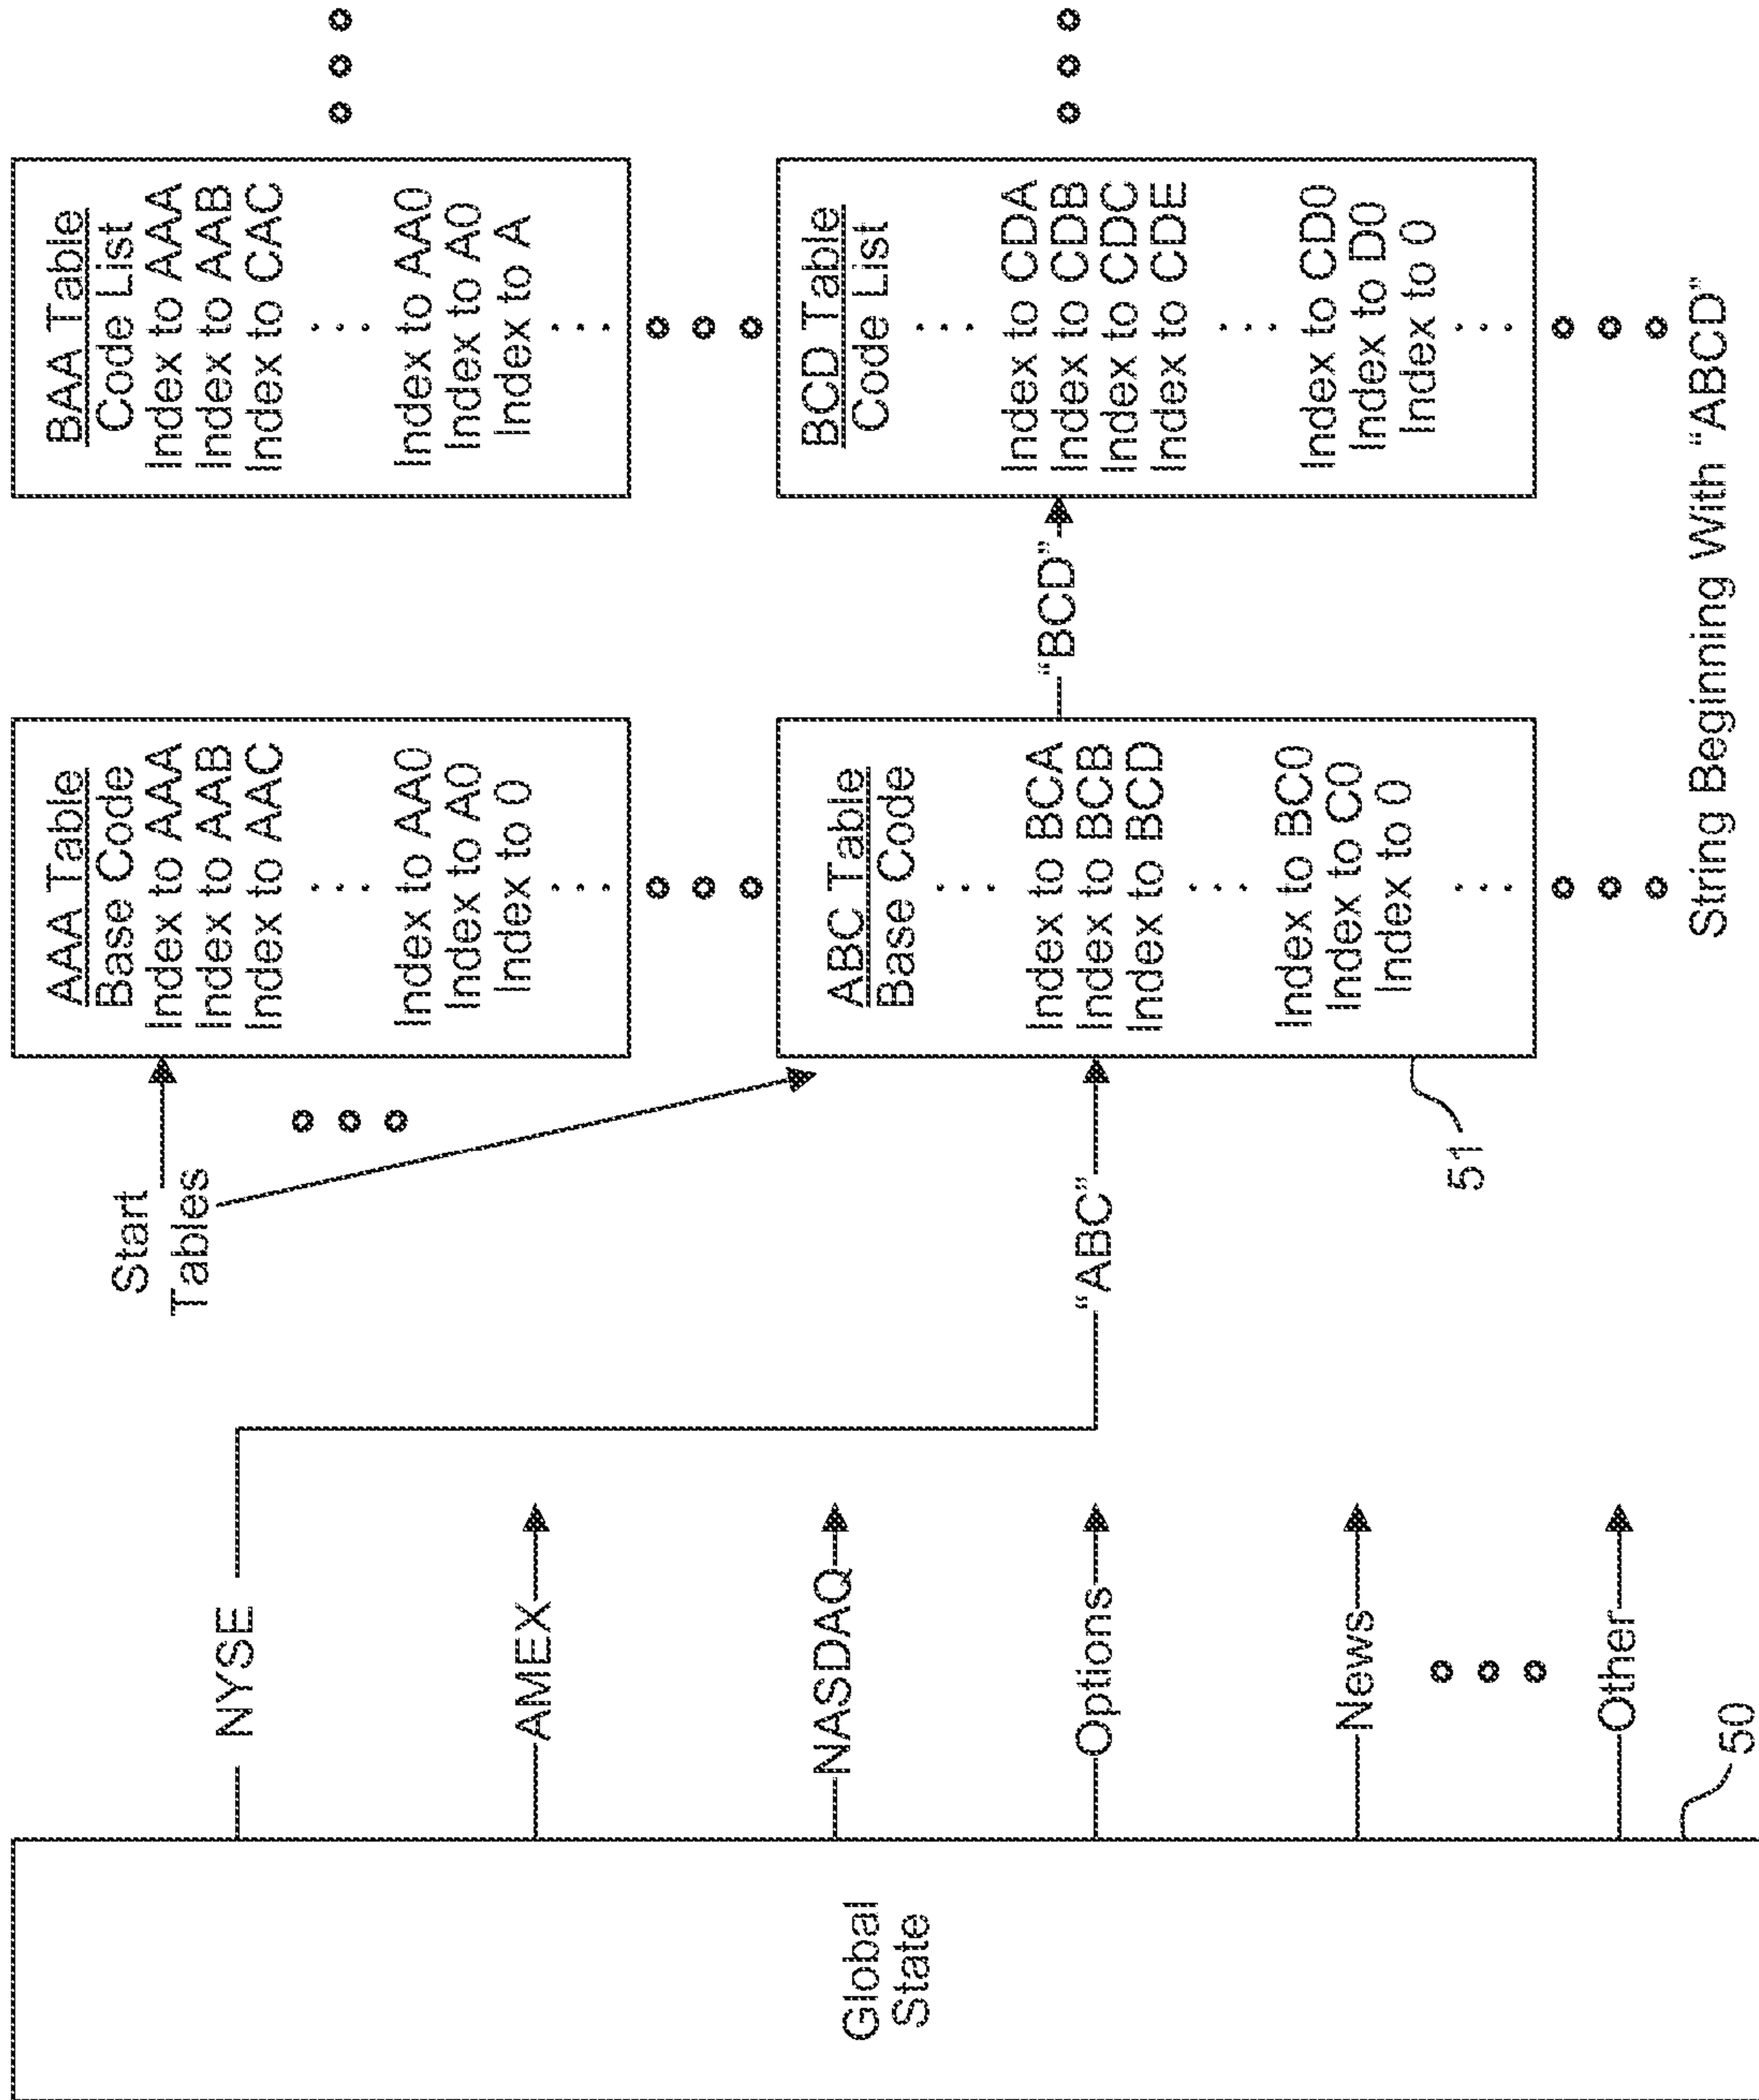 Global
State
50
NYSE
AMEX
NASDAQ
Options
News
Other
Start
Tables
"ABC"
51
AAA Table
Base Code
Index to AAA
Index to AAB
Index to AAC
Index to AA0
Index to A0
Index to 0
ABC Table
Base Code
Index to BCA
Index to BCB
Index to BCD
Index to BC0
Index to C0
Index to 0
"BCD"
BAA Table
Code List
Index to AAA
Index to AAB
Index to CAC
Index to AA0
Index to A0
Index to A
BCD Table
Code List
Index to CDA
Index to CDB
Index to CDC
Index to CDE
Index to CD0
Index to D0
Index to 0
String Beginning With "ABCD"